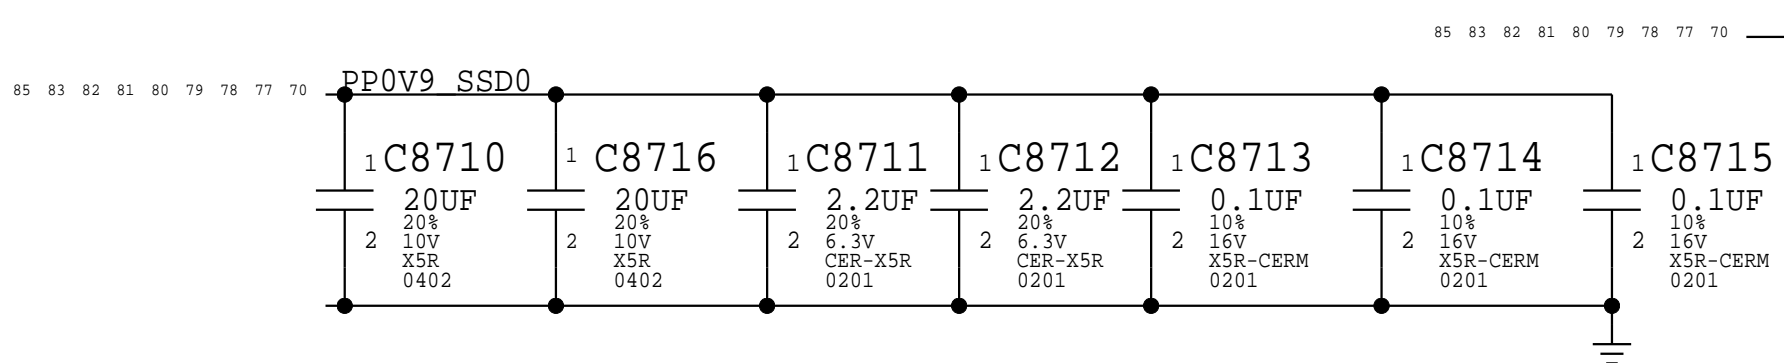 85 83 82 81 80 79 78 77 70
PP0V9_SSD0
85 83 82 81 80 79 78 77 70
1 C8710
20UF
20%
2 10V
X5R
0402
1 C8716
20UF
20%
2 10V
X5R
0402
1 C8711
2.2UF
20%
2 6.3V
CER-X5R
0201
1 C8712
2.2UF
20%
2 6.3V
CER-X5R
0201
1 C8713
0.1UF
10%
2 16V
X5R-CERM
0201
1 C8714
0.1UF
10%
2 16V
X5R-CERM
0201
1 C8715
0.1UF
10%
2 16V
X5R-CERM
0201